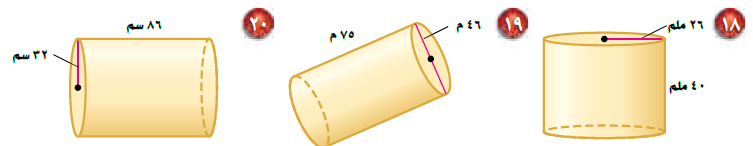 ١٨
٢٦ ملم
٤٠ ملم
١٩
٤٦ م
٧٥ م
٢٠
٨٦ سم
٣٢ سم